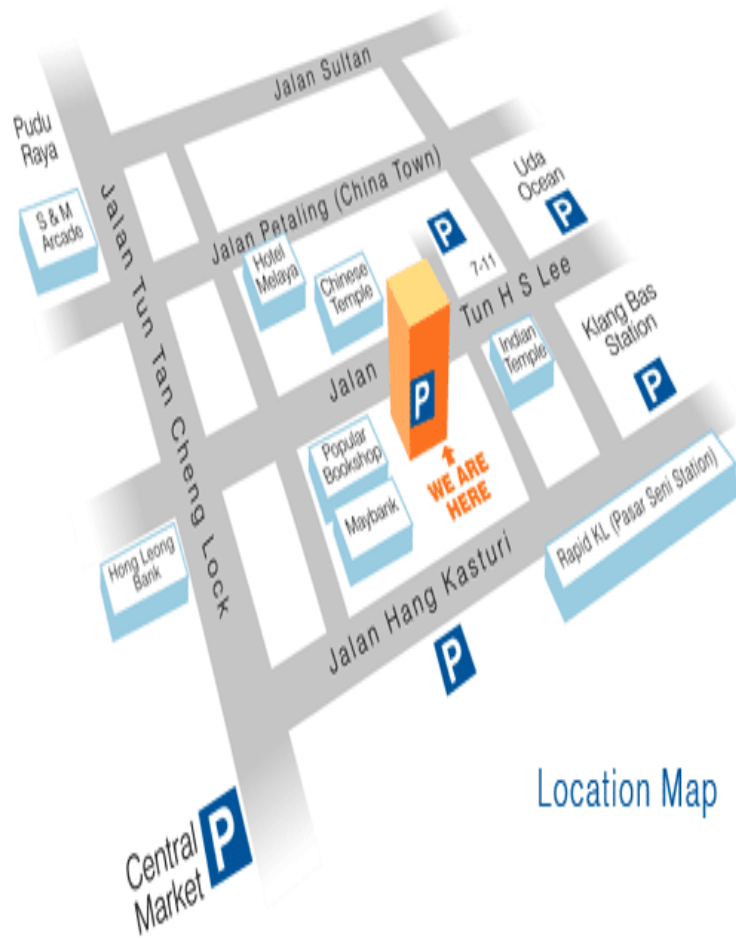 Jalan Sultan
Pudu
Raya
S & M
Arcade
Jalan Petaling (China Town)
Uda
Ocean
P
P
7-11
Hotel
Melaya
Chinese
Temple
Jalan Tun Tan Cheng Lock
Jalan Tun H S Lee
Indian
Temple
Klang Bas
Station
P
P
Popular
Bookshop
WE ARE
HERE
Maybank
Hong Leong
Bank
Rapid KL (Pasar Seni Station)
Jalan Hang Kasturi
P
Location Map
Central
Market
P